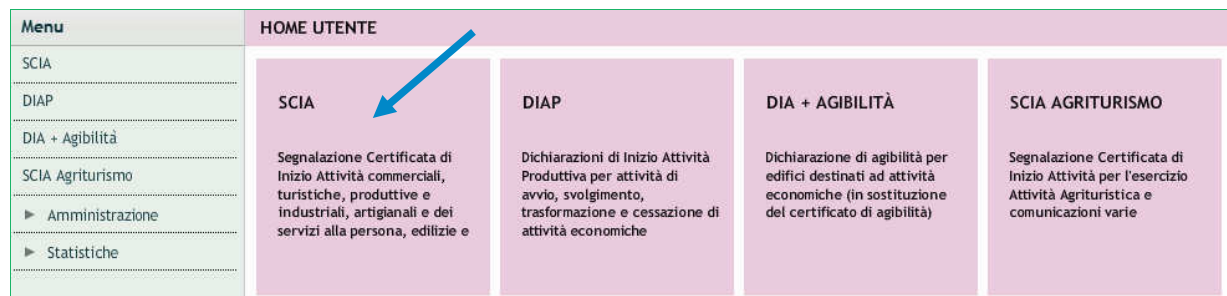 Menu
SCIA
DIAP
DIA + Agibilità
SCIA Agriturismo
Amministrazione
Statistiche
HOME UTENTE
SCIA
Segnalazione Certificata di
Inizio Attività commerciali,
turistiche, produttive e
industriali, artigianali e dei
servizi alla persona, edilizie e
DIAP
Dichiarazioni di Inizio Attività
Produttiva per attività di
avvio, svolgimento,
trasformazione e cessazione di
attività economiche
DIA + AGIBILITÀ
Dichiarazione di agibilità per
edifici destinati ad attività
economiche (in sostituzione
del certificato di agibilità)
SCIA AGRITURISMO
Segnalazione Certificata di
Inizio Attività per l'esercizio
Attività Agrituristica e
comunicazioni varie